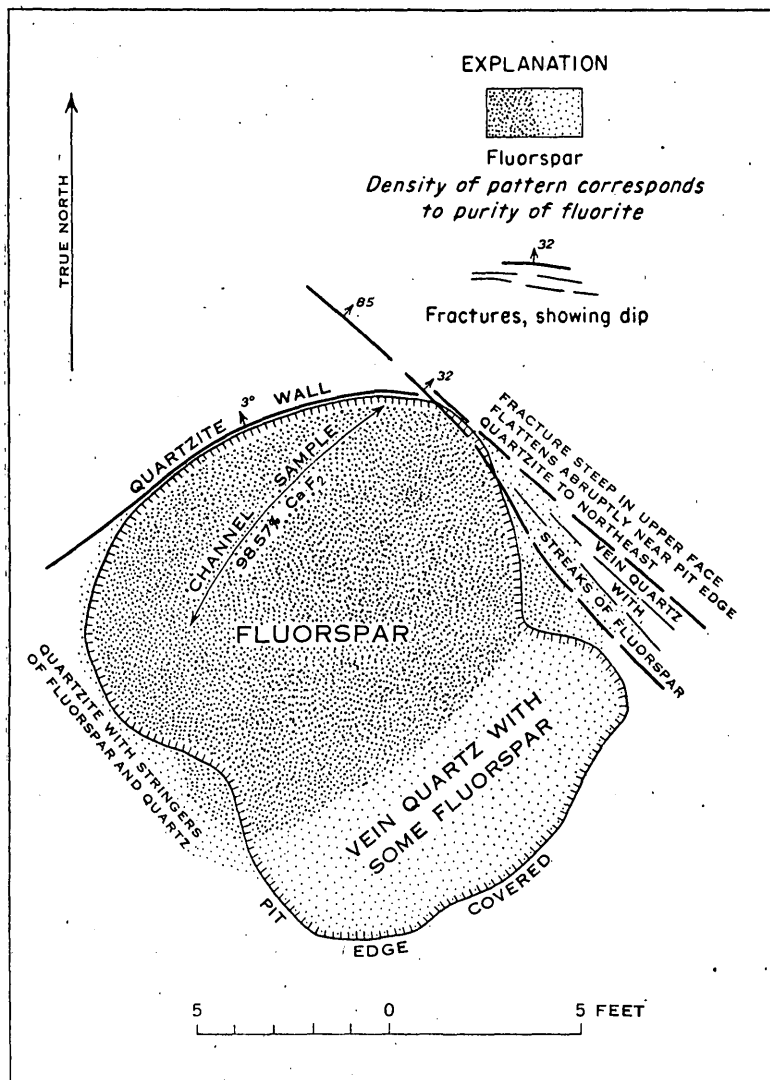 EXPLANATION
Fluorspar
Density of pattern corresponds
to purity of fluorite
32
Fractures, showing dip
TRUE NORTH
85
32
3°
QUARTZITE WALL
FRACTURE STEEP IN UPPER FACE
FLATTENS ABRUPTLY NEAR PIT EDGE
QUARTZITE TO NORTHEAST
VEIN QUARTZ
WITH
STREAKS OF FLUORSPAR
CHANNEL SAMPLE
98.57% CaF2
FLUORSPAR
QUARTZITE WITH STRINGERS
OF FLUORSPAR AND QUARTZ
VEIN QUARTZ WITH
SOME FLUORSPAR
PIT EDGE COVERED
5 0 5 FEET